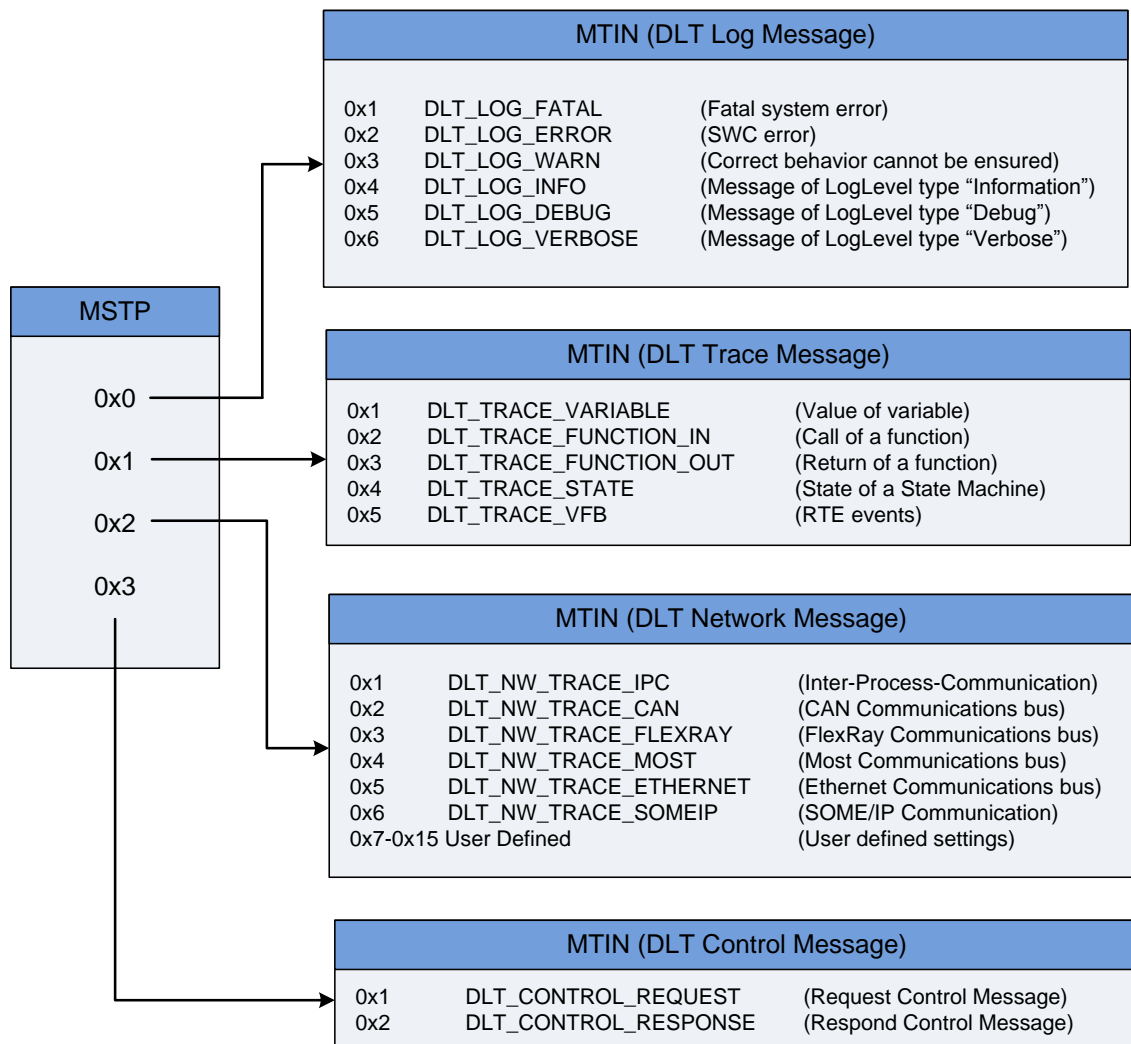 MTIN (DLT Log Message)
0x1 DLT_LOG_FATAL (Fatal system error)
0x2 DLT_LOG_ERROR (SWC error)
0x3 DLT_LOG_WARN (Correct behavior cannot be ensured)
0x4 DLT_LOG_INFO (Message of LogLevel type “Information”)
0x5 DLT_LOG_DEBUG (Message of LogLevel type “Debug”)
0x6 DLT_LOG_VERBOSE (Message of LogLevel type “Verbose”)
MSTP
0x0
0x1
0x2
0x3
MTIN (DLT Trace Message)
0x1 DLT_TRACE_VARIABLE (Value of variable)
0x2 DLT_TRACE_FUNCTION_IN (Call of a function)
0x3 DLT_TRACE_FUNCTION_OUT (Return of a function)
0x4 DLT_TRACE_STATE (State of a State Machine)
0x5 DLT_TRACE_VFB (RTE events)
MTIN (DLT Network Message)
0x1 DLT_NW_TRACE_IPC (Inter-Process-Communication)
0x2 DLT_NW_TRACE_CAN (CAN Communications bus)
0x3 DLT_NW_TRACE_FLEXRAY (FlexRay Communications bus)
0x4 DLT_NW_TRACE_MOST (Most Communications bus)
0x5 DLT_NW_TRACE_ETHERNET (Ethernet Communications bus)
0x6 DLT_NW_TRACE_SOMEIP (SOME/IP Communication)
0x7-0x15 User Defined (User defined settings)
MTIN (DLT Control Message)
0x1 DLT_CONTROL_REQUEST (Request Control Message)
0x2 DLT_CONTROL_RESPONSE (Respond Control Message)